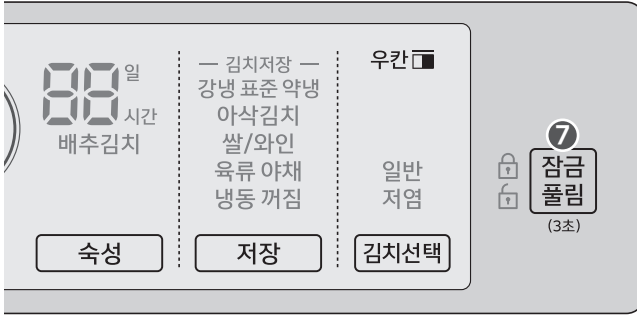 88 일
시간
배추김치
숙성
김치저장
강냉 표준 약냉
아삭김치
쌀/와인
육류 야채
냉동 꺼짐
저장
우칸
일반
저염
김치선택
7
잠금
풀림
(3초)